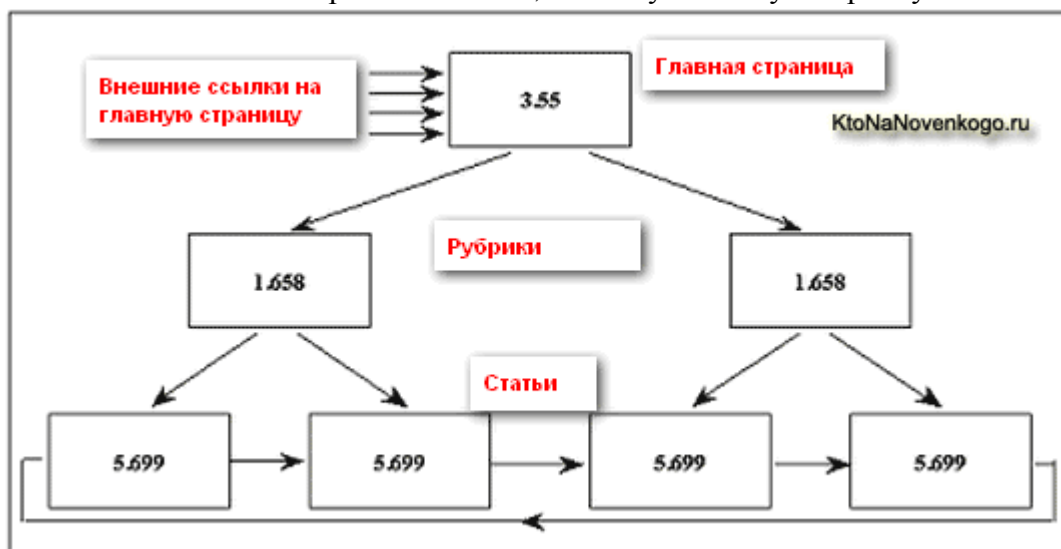 Внешние ссылки на
главную страницу
3.55
Главная страница
KtoNaNovenkogo.ru
Рубрики
1.658
1.658
Статьи
5.699
5.699
5.699
5.699